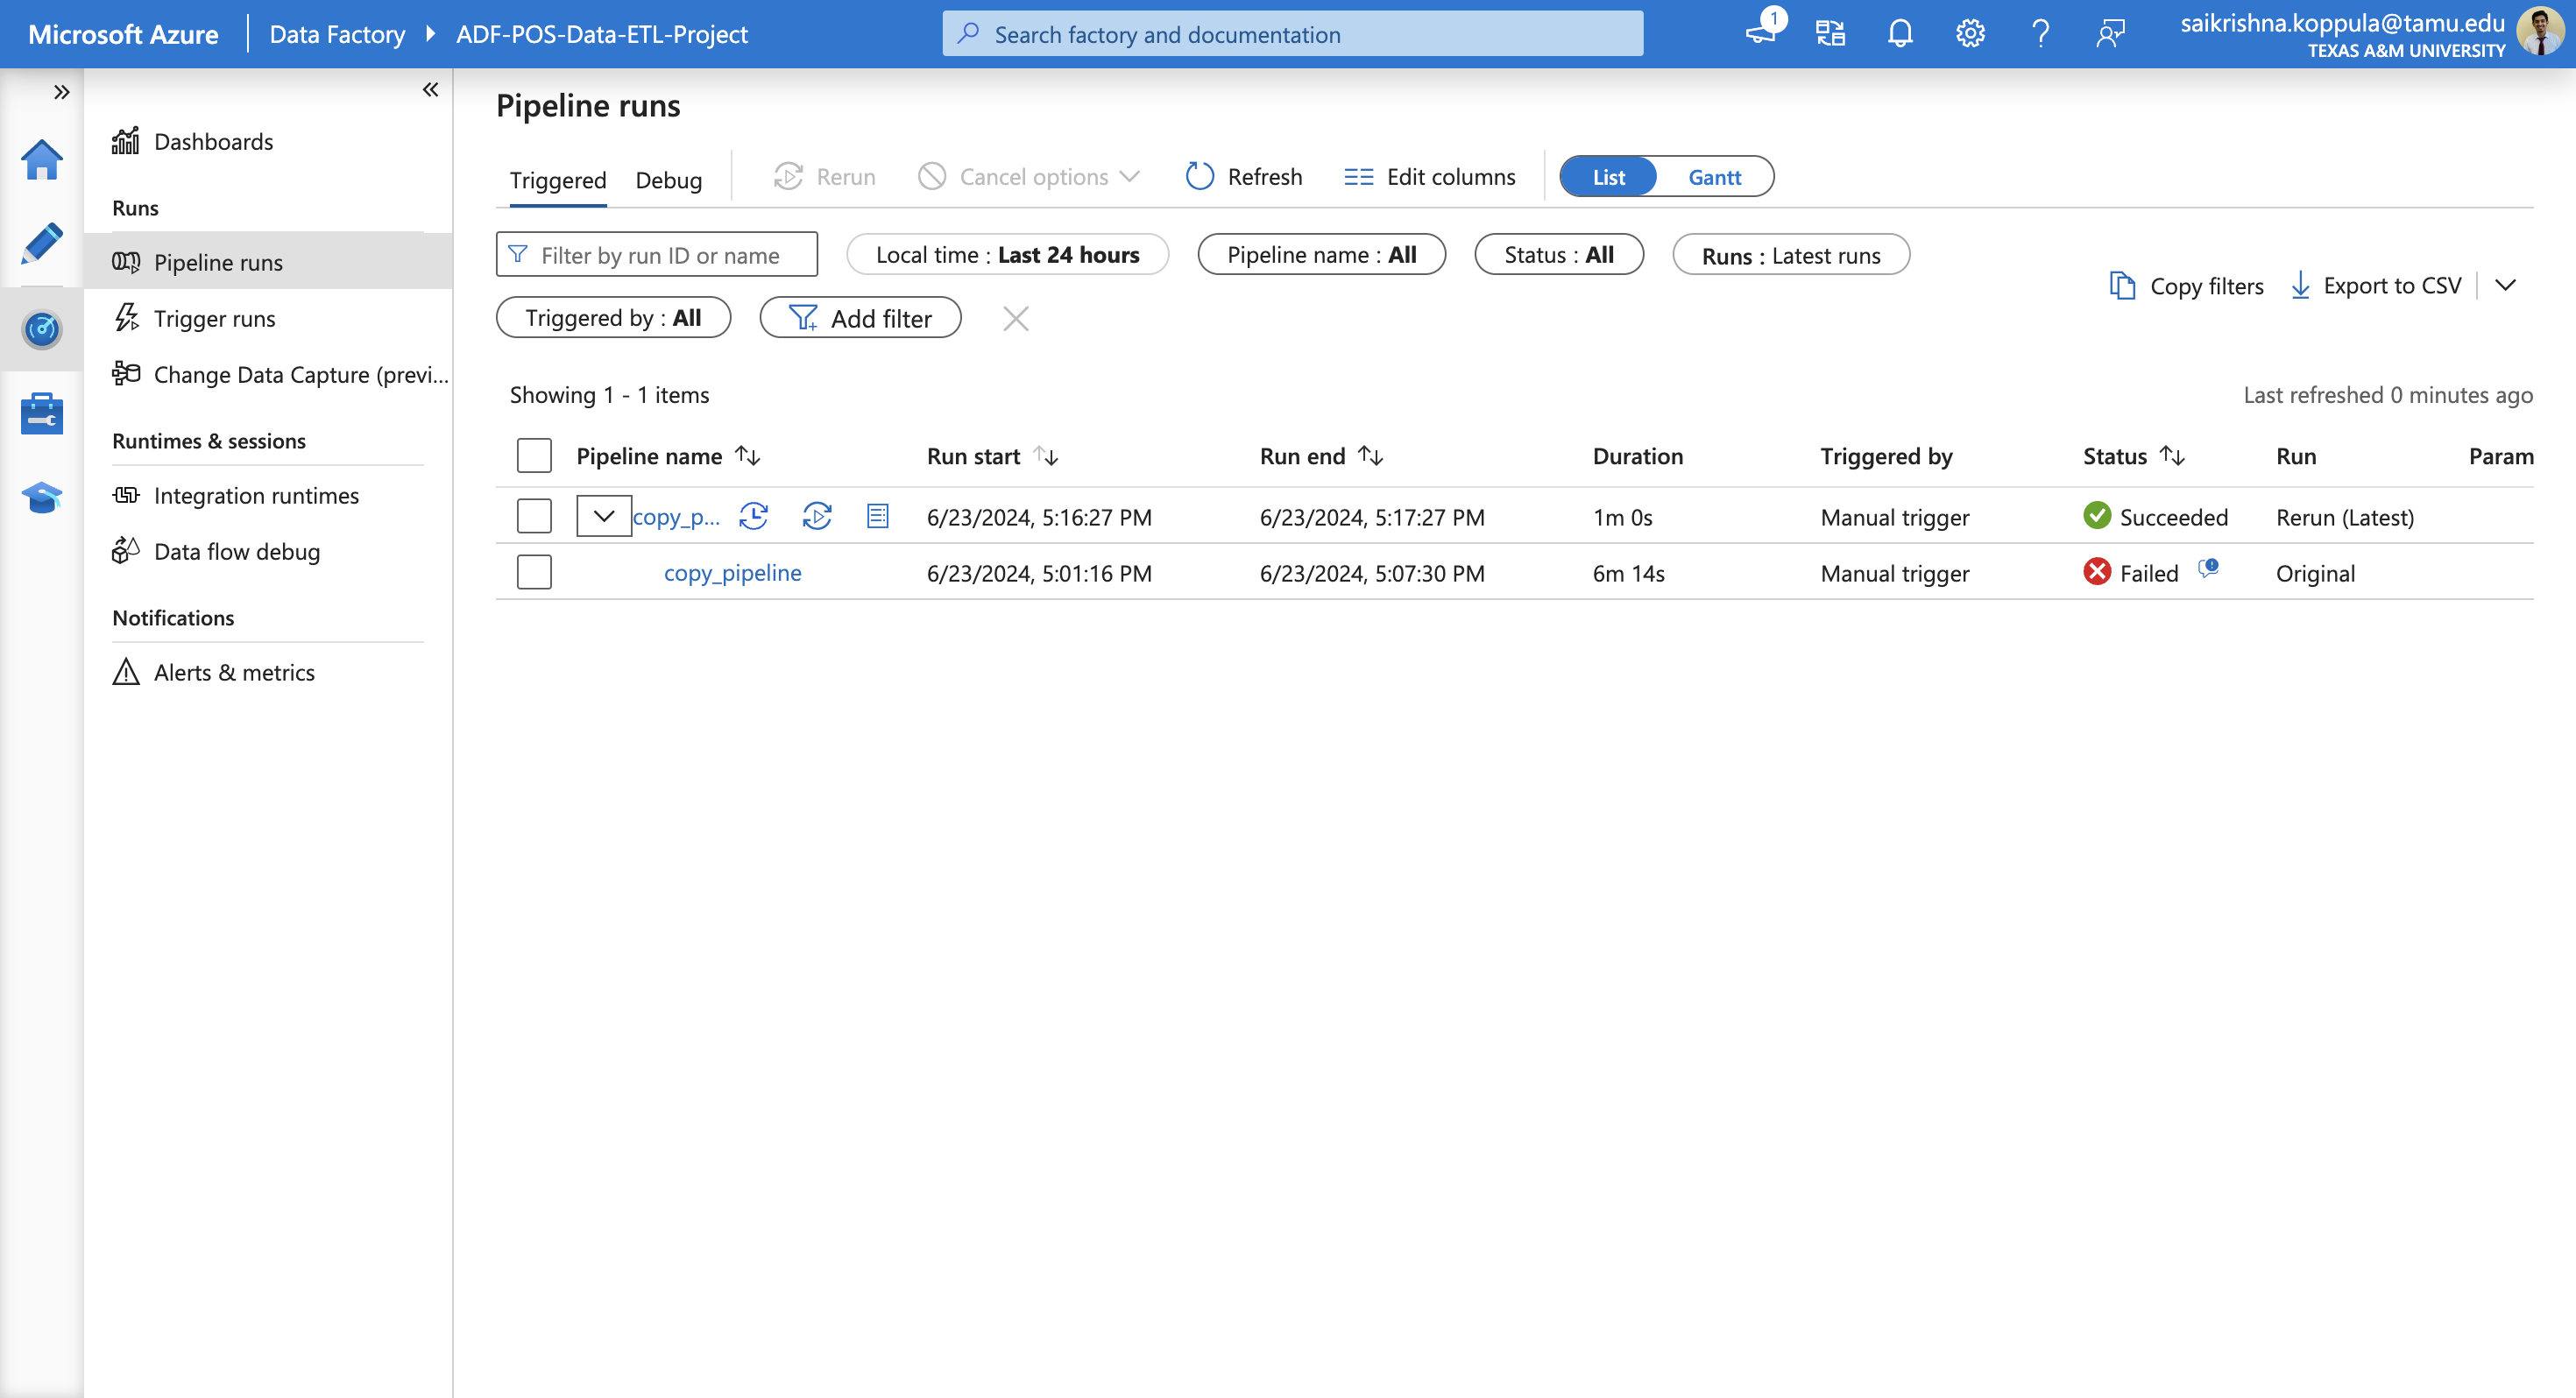 Microsoft Azure
Data Factory
ADF-POS-Data-ETL-Project
Search factory and documentation
1
saikrishna.koppula@tamu.edu
TEXAS A&M UNIVERSITY
Dashboards
Runs
Pipeline runs
Trigger runs
Change Data Capture (previ...
Runtimes & sessions
Integration runtimes
Data flow debug
Notifications
Alerts & metrics
Pipeline runs
Triggered Debug Rerun Cancel options Refresh Edit columns List Gantt
Filter by run ID or name Local time : Last 24 hours Pipeline name : All Status : All Runs : Latest runs
Triggered by : All Add filter
Copy filters Export to CSV
Showing 1 - 1 items
Last refreshed 0 minutes ago
Pipeline name Run start Run end Duration Triggered by Status Run Param
copy_p... 6/23/2024, 5:16:27 PM 6/23/2024, 5:17:27 PM 1m 0s Manual trigger Succeeded Rerun (Latest)
copy_pipeline 6/23/2024, 5:01:16 PM 6/23/2024, 5:07:30 PM 6m 14s Manual trigger Failed Original